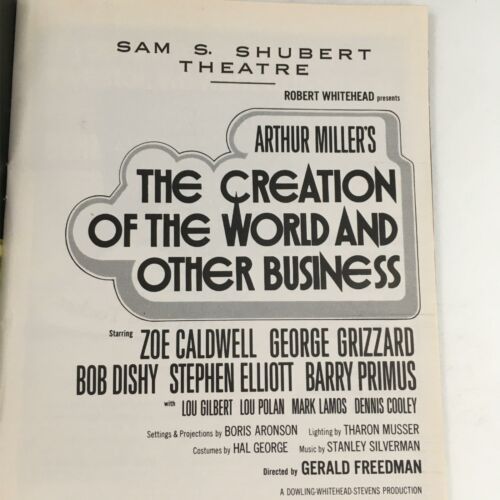 SAM S. SHUBERT
THEATRE
ROBERT WHITEHEAD presents
ARTHUR MILLER'S
THE CREATION
OF THE WORLD AND
OTHER BUSINESS
Starring ZOE CALDWELL GEORGE GRIZZARD
BOB DISHY STEPHEN ELLIOTT BARRY PRIMUS
with LOU GILBERT LOU POLAN MARK LAMOS DENNIS COOLEY
Settings & Projections by BORIS ARONSON Lighting by THARON MUSSER
Costumes by HAL GEORGE Music by STANLEY SILVERMAN
Directed by GERALD FREEDMAN
A DOWLING-WHITEHEAD-STEVENS PRODUCTION